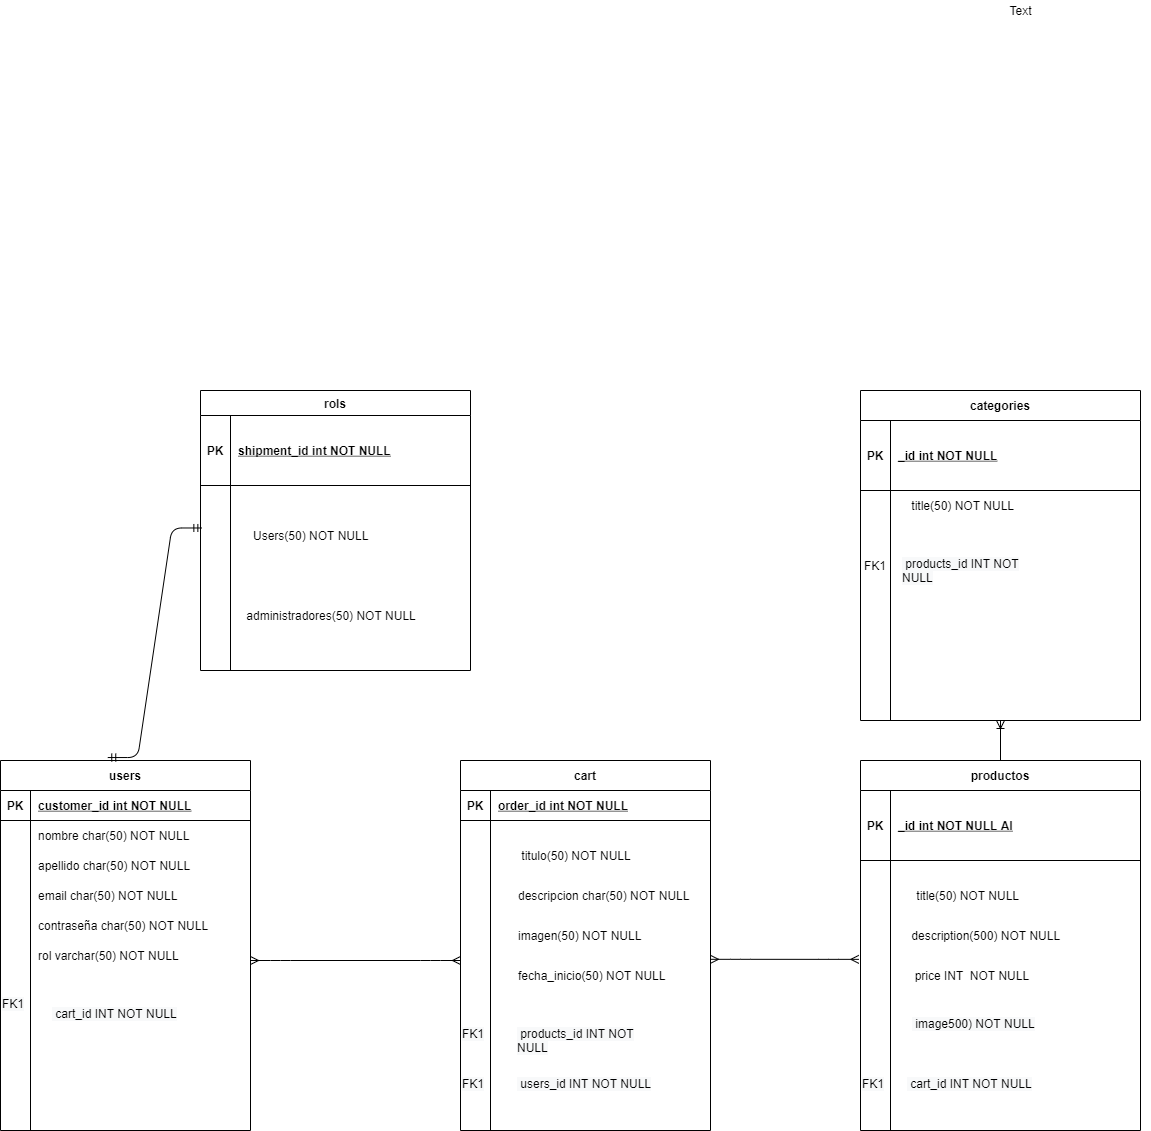 Text
rols
PK
shipment_id int NOT NULL
Users(50) NOT NULL
administradores(50) NOT NULL
categories
PK
_id int NOT NULL
title(50) NOT NULL
FK1
products_id INT NOT
NULL
users
PK
customer_id int NOT NULL
nombre char(50) NOT NULL
apellido char(50) NOT NULL
email char(50) NOT NULL
contraseña char(50) NOT NULL
rol varchar(50) NOT NULL
FK1
cart_id INT NOT NULL
cart
PK
order_id int NOT NULL
titulo(50) NOT NULL
descripcion char(50) NOT NULL
imagen(50) NOT NULL
fecha_inicio(50) NOT NULL
FK1
products_id INT NOT
NULL
FK1
users_id INT NOT NULL
productos
PK
_id int NOT NULL AI
title(50) NOT NULL
description(500) NOT NULL
price INT  NOT NULL
image500) NOT NULL
FK1
cart_id INT NOT NULL